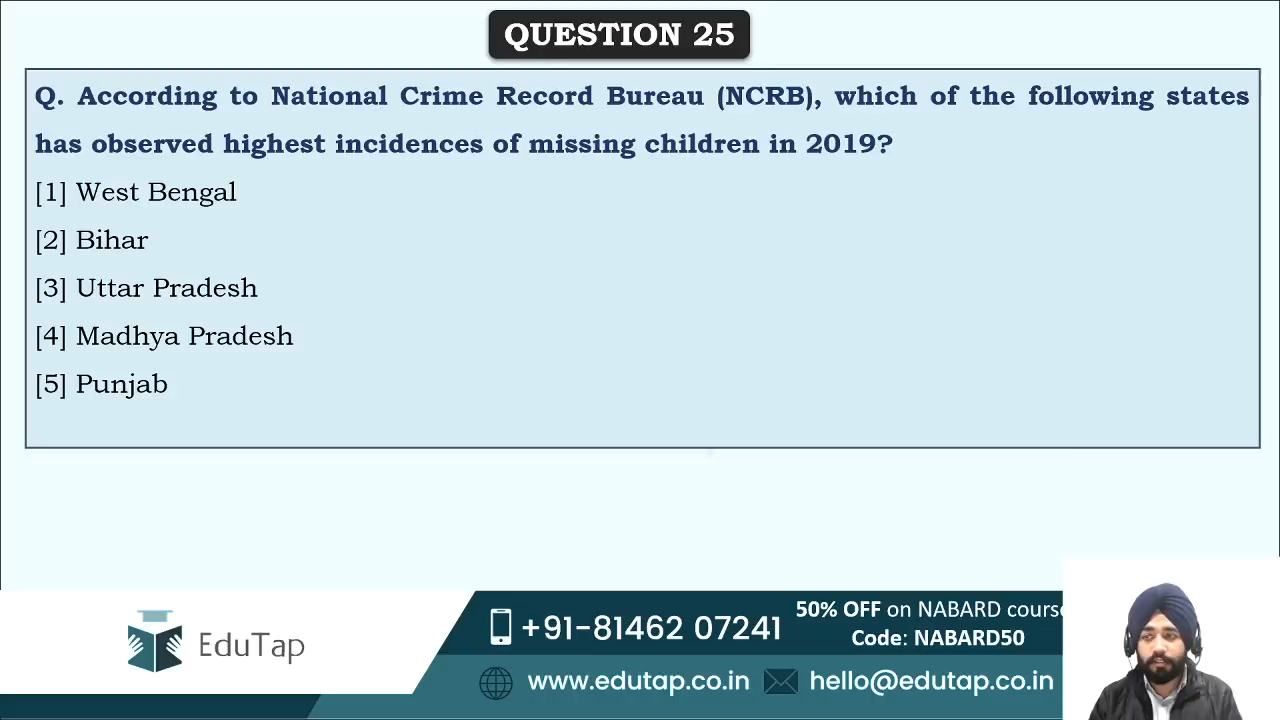 QUESTION 25
Q. According to National Crime Record Bureau (NCRB), which of the following states
has observed highest incidences of missing children in 2019?
[1] West Bengal
[2] Bihar
[3] Uttar Pradesh
[4] Madhya Pradesh
[5] Punjab
EduTap
+91-81462 07241
50% OFF on NABARD course
Code: NABARD50
www.edutap.co.in
hello@edutap.co.in